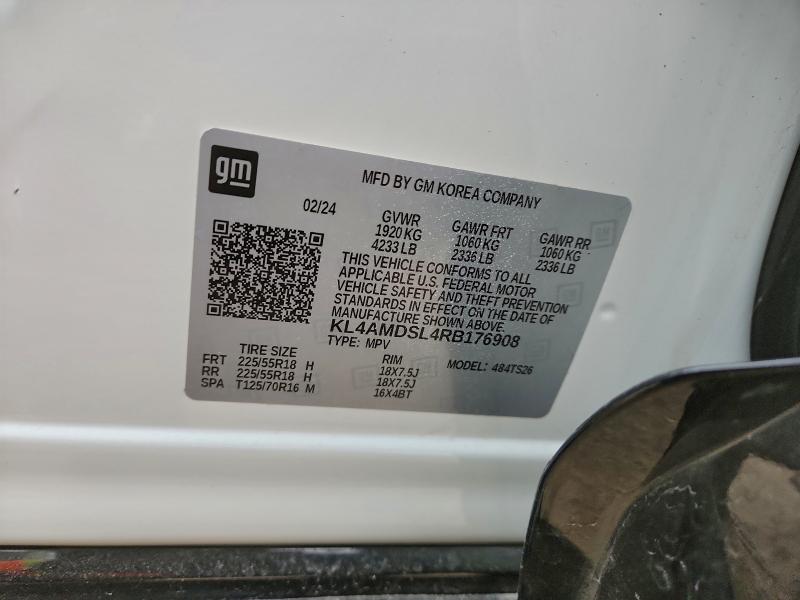 gm
MFD BY GM KOREA COMPANY
02/24
GVWR GAWR FRT GAWR RR
1920 KG 1060 KG 1060 KG
4233 LB 2336 LB 2336 LB
THIS VEHICLE CONFORMS TO ALL
APPLICABLE U.S. FEDERAL MOTOR
VEHICLE SAFETY AND THEFT PREVENTION
STANDARDS IN EFFECT ON THE DATE OF
MANUFACTURE SHOWN ABOVE.
KL4AMDSL4RB176908
TYPE: MPV
TIRE SIZE RIM MODEL: 484TS26
FRT 225/55R18 H 18X7.5J
RR 225/55R18 H 18X7.5J
SPA T125/70R16 M 16X4BT